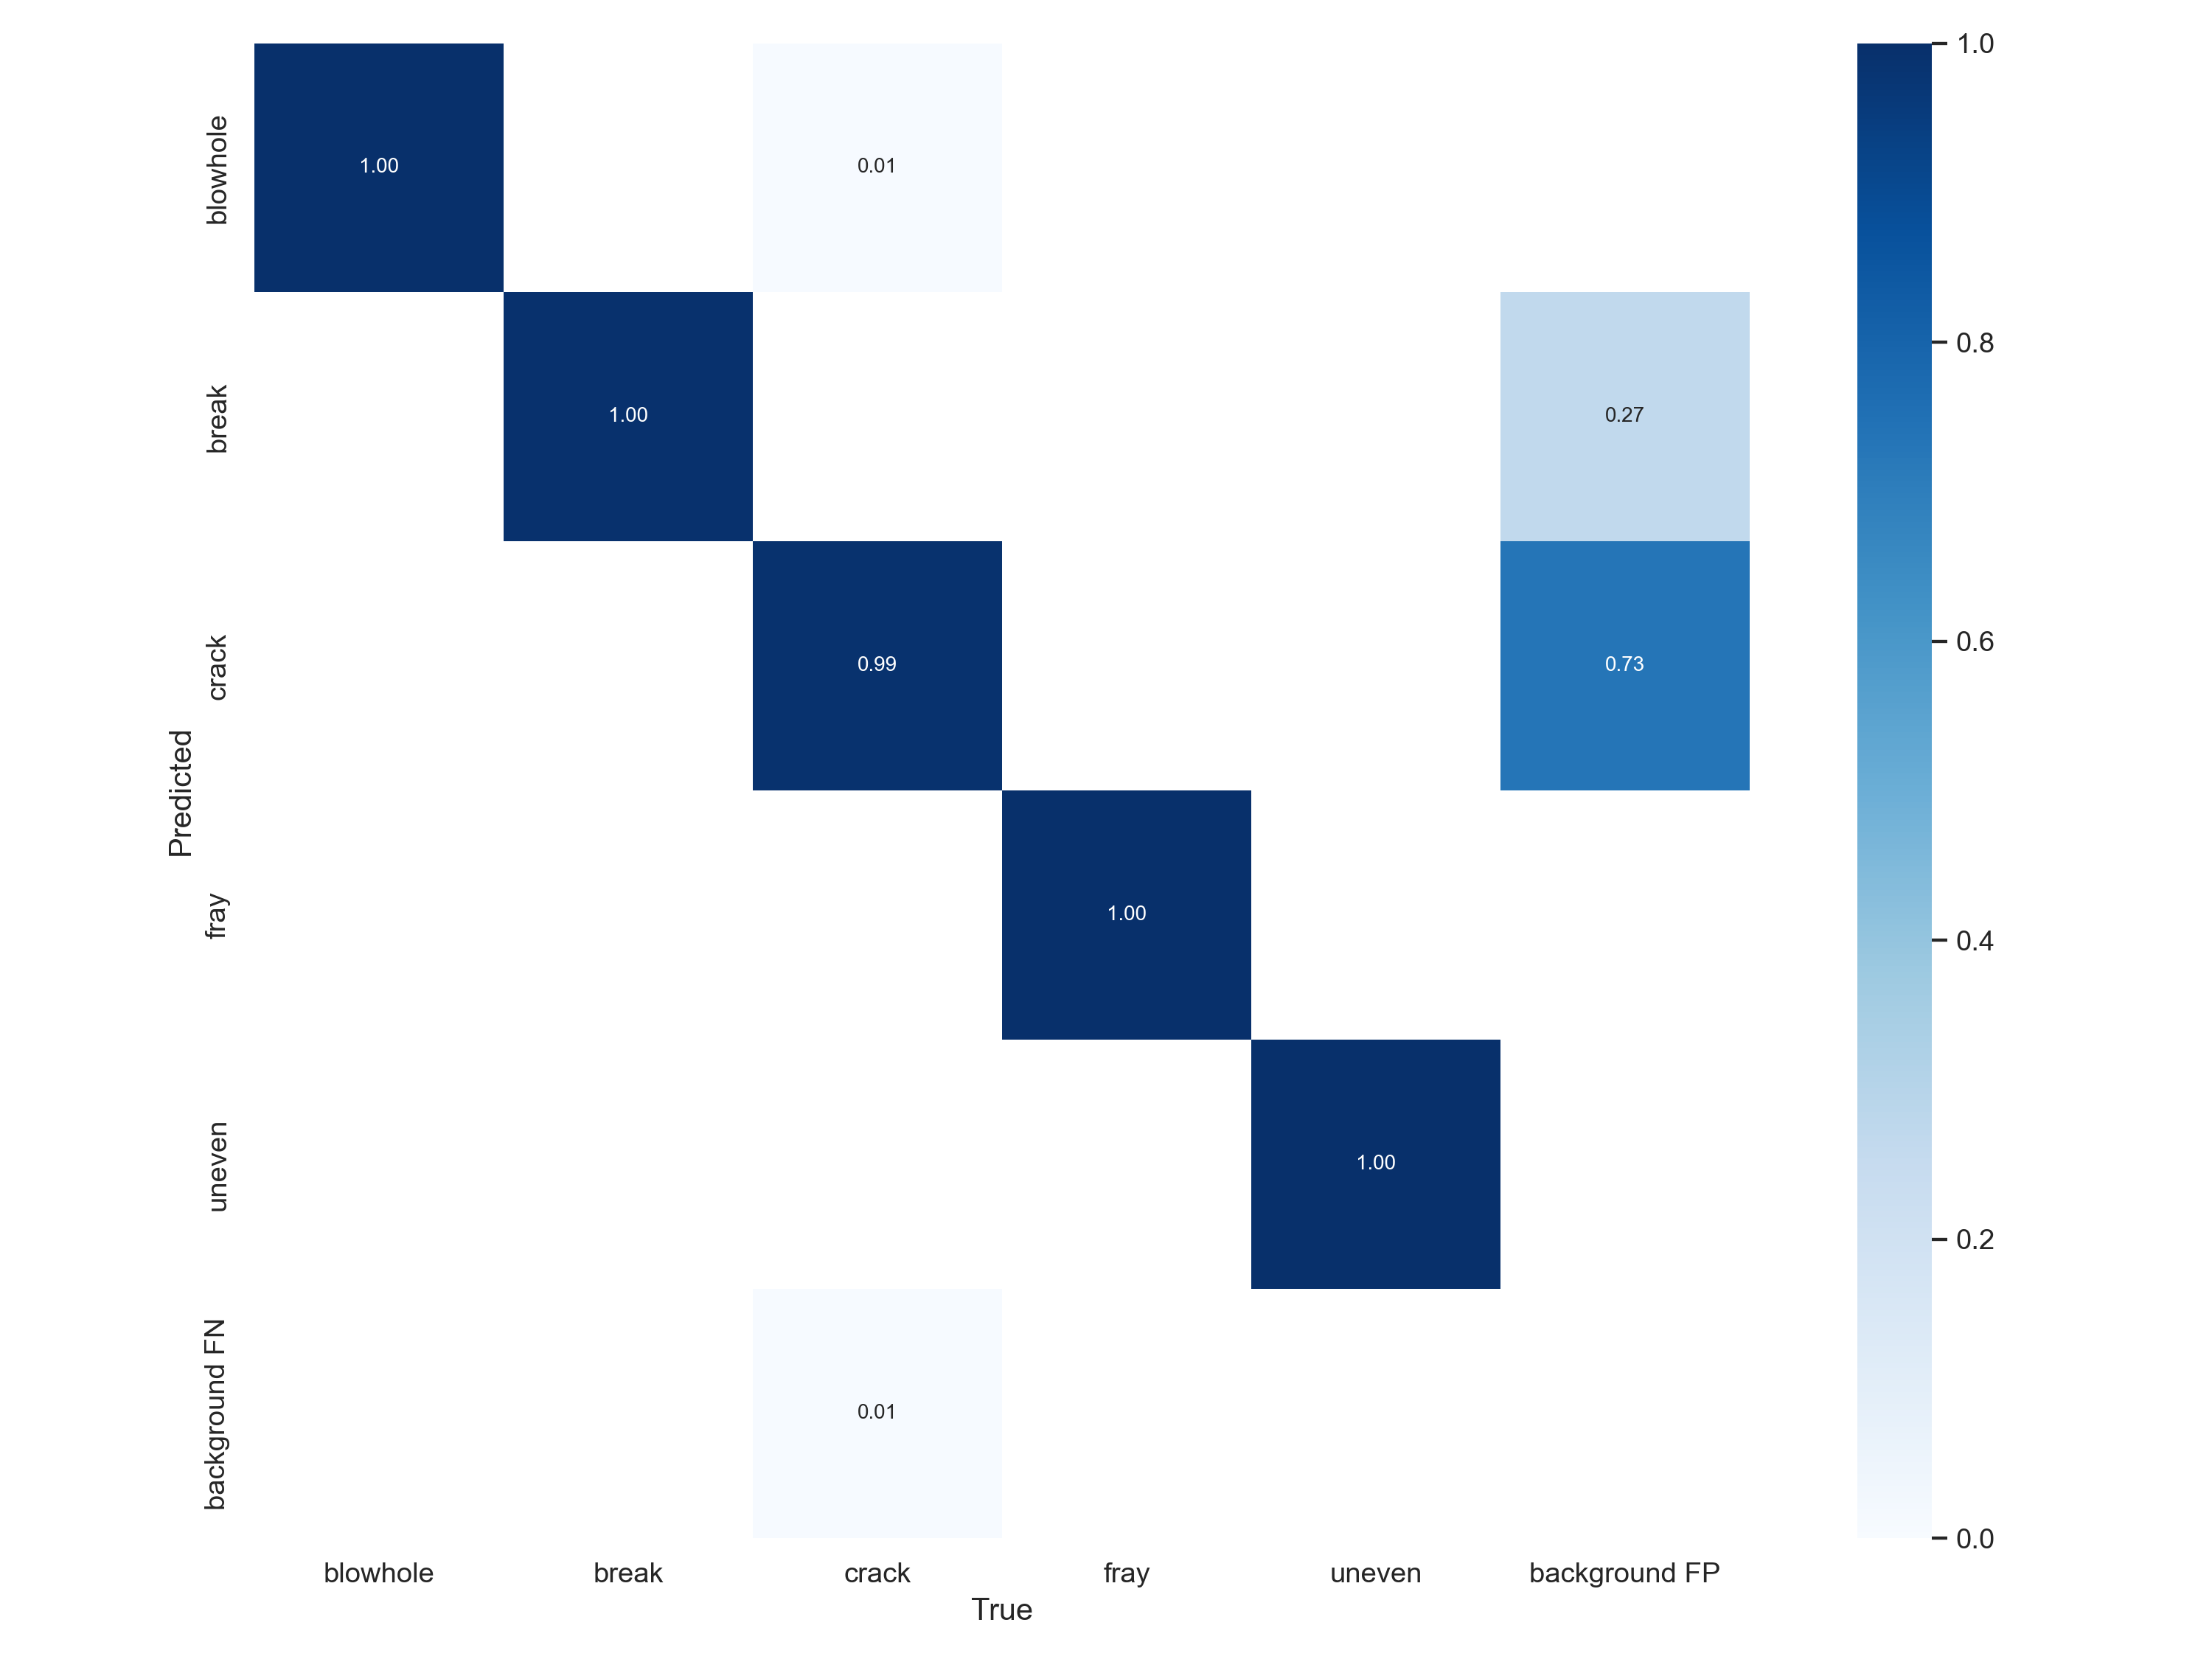 blowhole
1.00
0.01
break
1.00
0.27
crack
0.99
0.73
Predicted
fray
1.00
uneven
1.00
background FN
0.01
blowhole
break
crack
fray
uneven
background FP
True
1.0
0.8
0.6
0.4
0.2
0.0